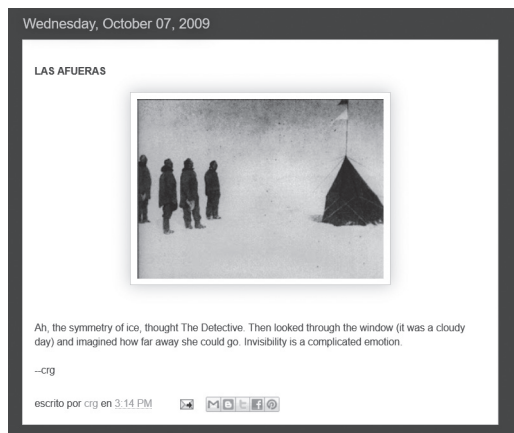 Wednesday, October 07, 2009
LAS AFUERAS
Ah, the symmetry of ice, thought The Detective. Then looked through the window (it was a cloudy
day) and imagined how far away she could go. Invisibility is a complicated emotion.
--crg
escrito por crg en 3:14 PM